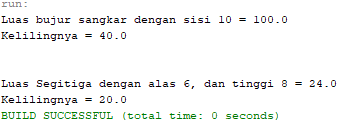 run:
Luas bujur sangkar dengan sisi 10 = 100.0
Kelilingnya = 40.0
Luas Segitiga dengan alas 6, dan tinggi 8 = 24.0
Kelilingnya = 20.0
BUILD SUCCESSFUL (total time: 0 seconds)